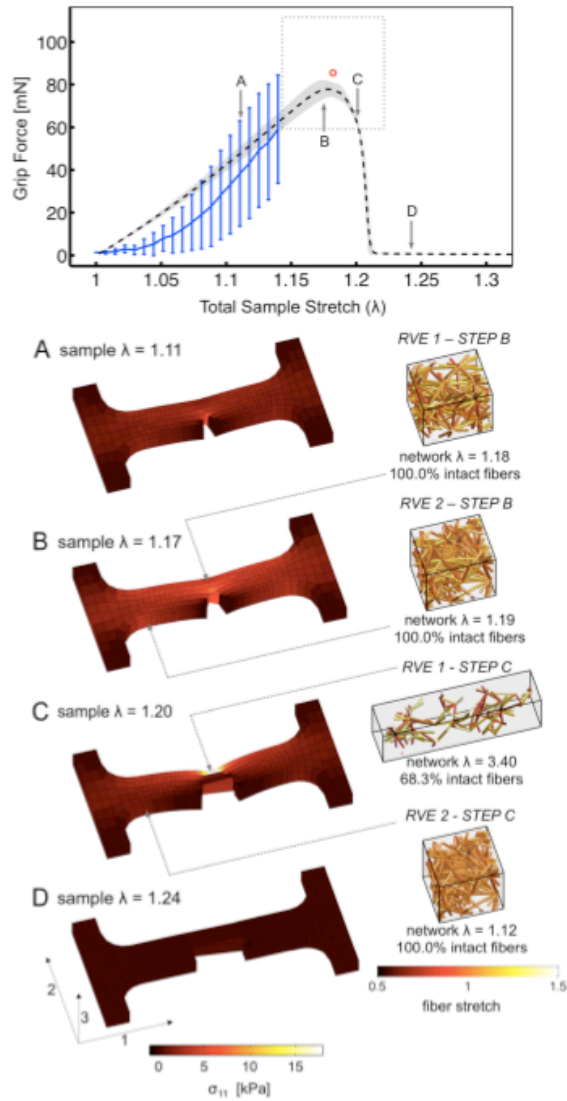 100
80
60
40
20
0
Grip Force [mN]
A
B
C
D
1
1.05
1.1
1.15
1.2
1.25
1.3
Total Sample Stretch (λ)
A sample λ = 1.11
RVE 1 – STEP B
network λ = 1.18
100.0% intact fibers
B sample λ = 1.17
RVE 2 – STEP B
network λ = 1.19
100.0% intact fibers
C sample λ = 1.20
RVE 1 - STEP C
network λ = 3.40
68.3% intact fibers
RVE 2 - STEP C
D sample λ = 1.24
network λ = 1.12
100.0% intact fibers
0.5
1
1.5
fiber stretch
2
3
1
0
5
10
15
σ11 [kPa]